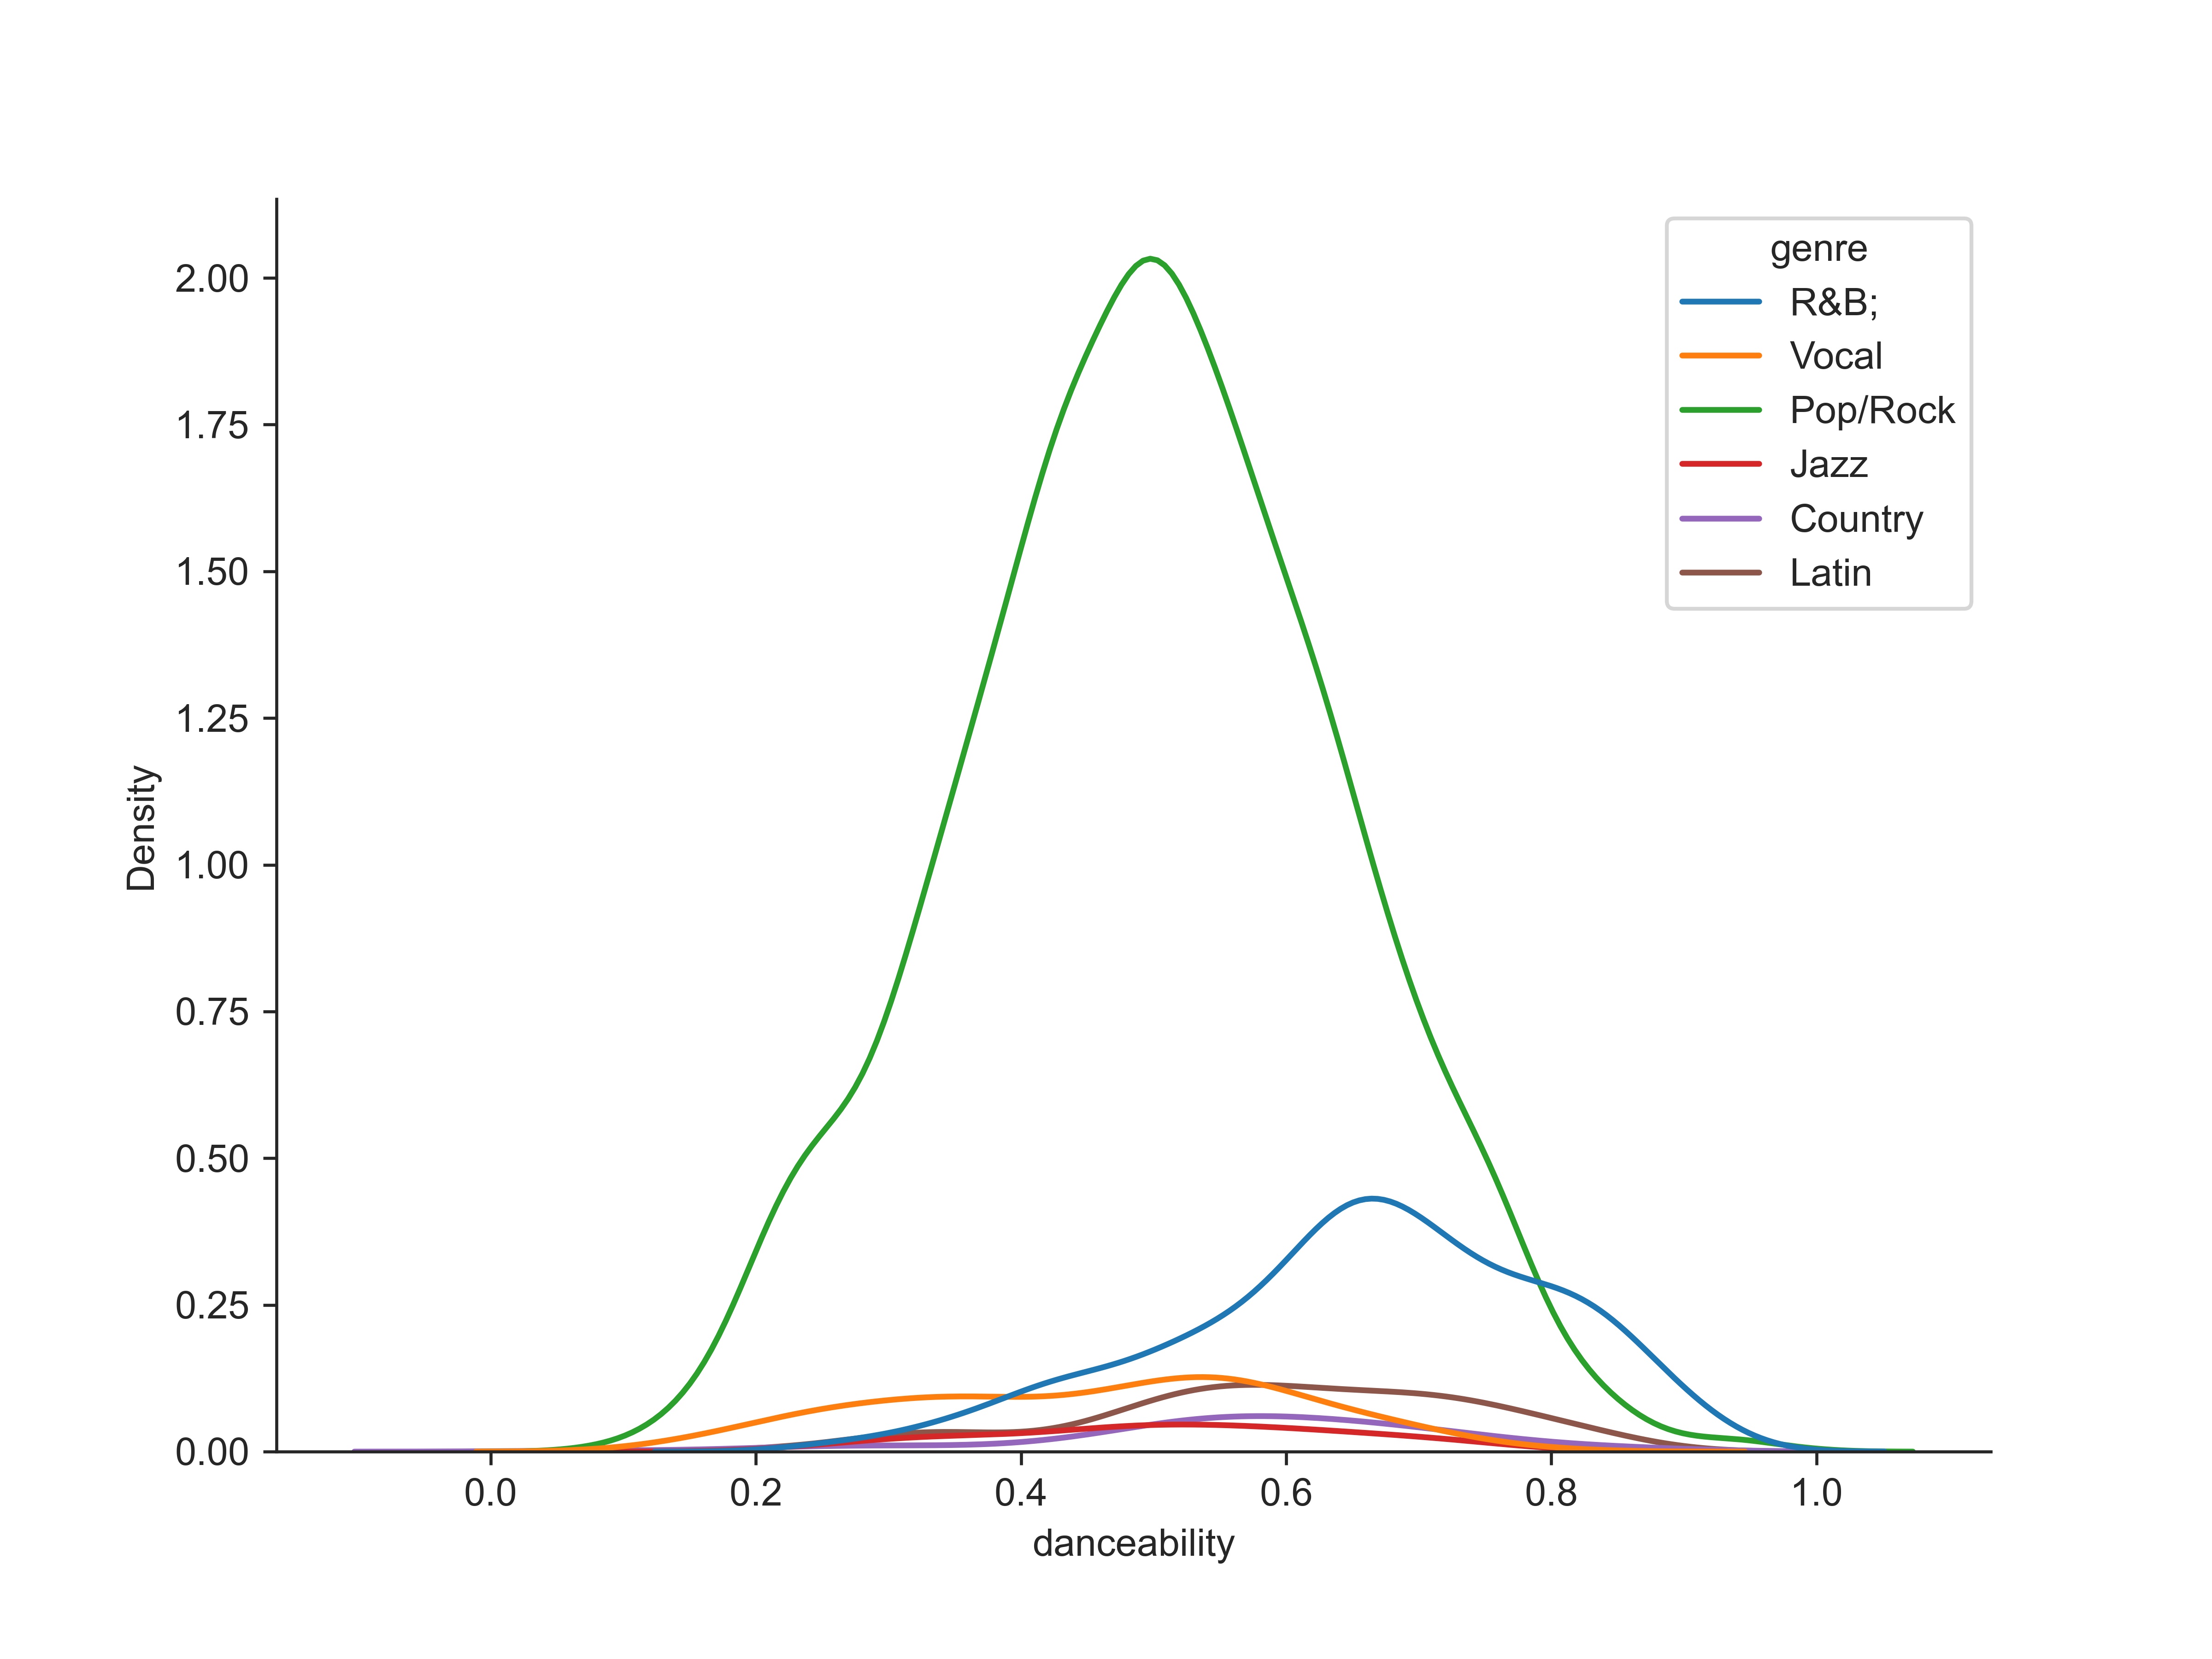 genre
R&B;
Vocal
Pop/Rock
Jazz
Country
Latin
Density
2.00
1.75
1.50
1.25
1.00
0.75
0.50
0.25
0.00
0.0 0.2 0.4 0.6 0.8 1.0
danceability